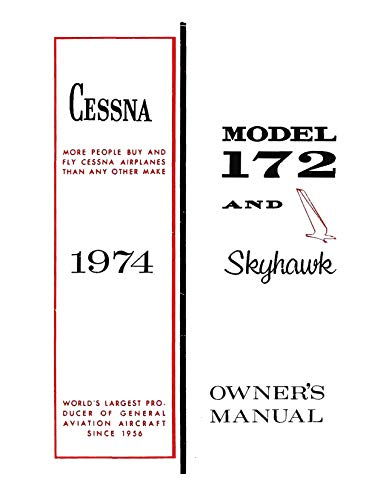 CESSNA
MORE PEOPLE BUY AND
FLY CESSNA AIRPLANES
THAN ANY OTHER MAKE
1974
WORLD'S LARGEST PRO-
DUCER OF GENERAL
AVIATION AIRCRAFT
SINCE 1956
MODEL
172
AND
Skyhawk
OWNER'S
MANUAL